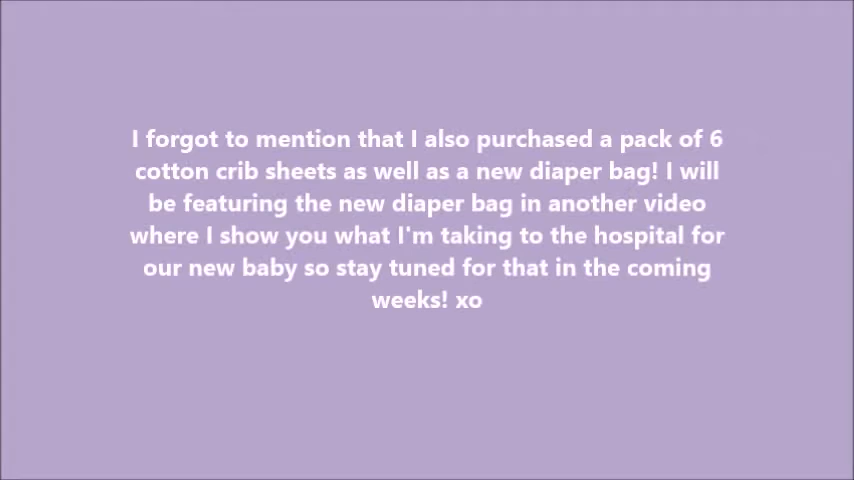 I forgot to mention that I also purchased a pack of 6
cotton crib sheets as well as a new diaper bag! I will
be featuring the new diaper bag in another video
where I show you what I'm taking to the hospital for
our new baby so stay tuned for that in the coming
weeks! xo